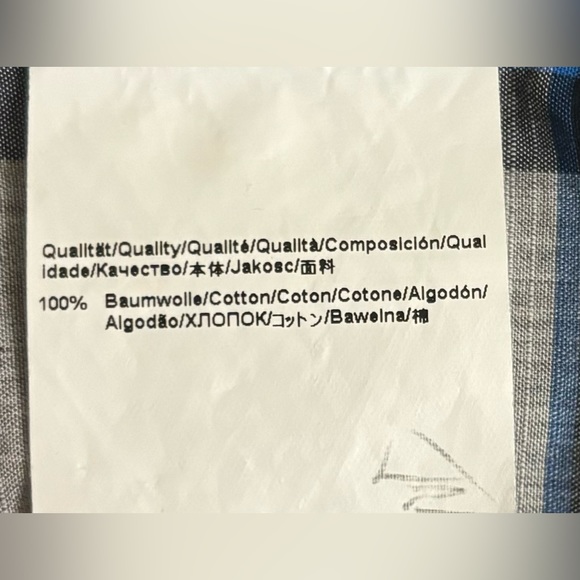 Qualität/Quality/Qualité/Qualità/Composición/Qual
idade/Качество/本体/Jakosc/面料
100% Baumwolle/Cotton/Coton/Cotone/Algodón/
Algodão/ХЛОПОК/コットン/Bawelna/棉